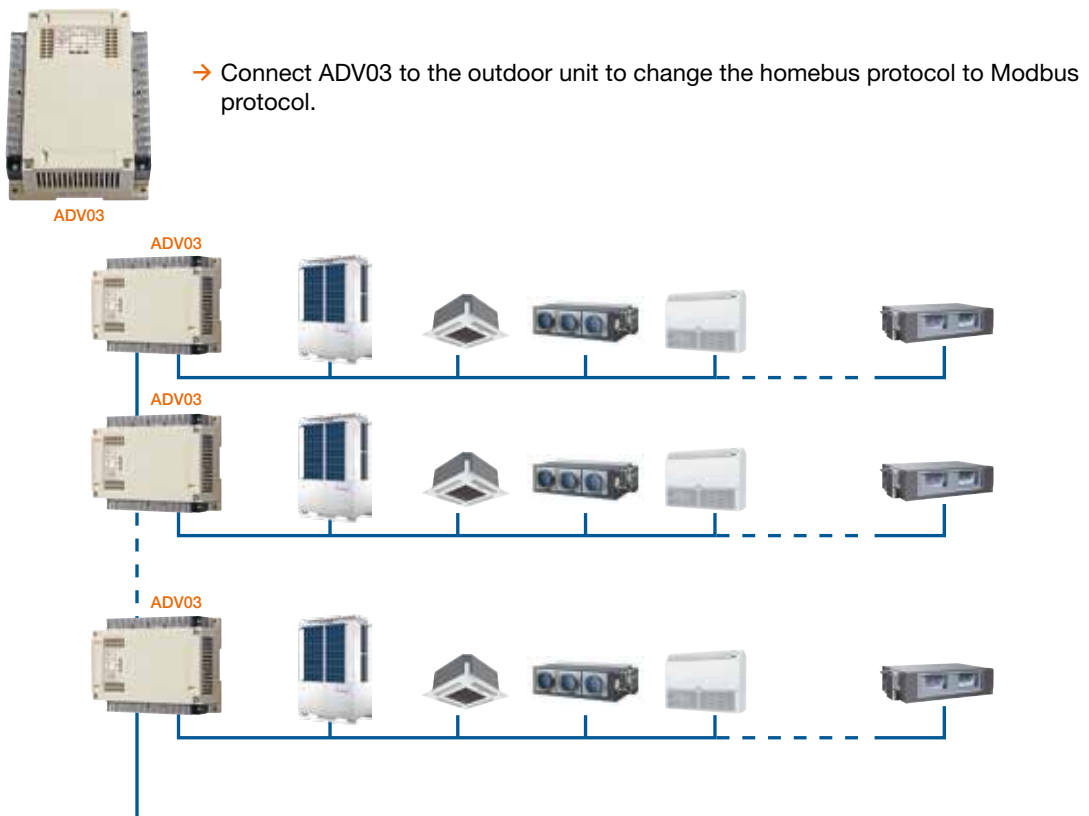 → Connect ADV03 to the outdoor unit to change the homebus protocol to Modbus
protocol.
ADV03
ADV03
ADV03
ADV03